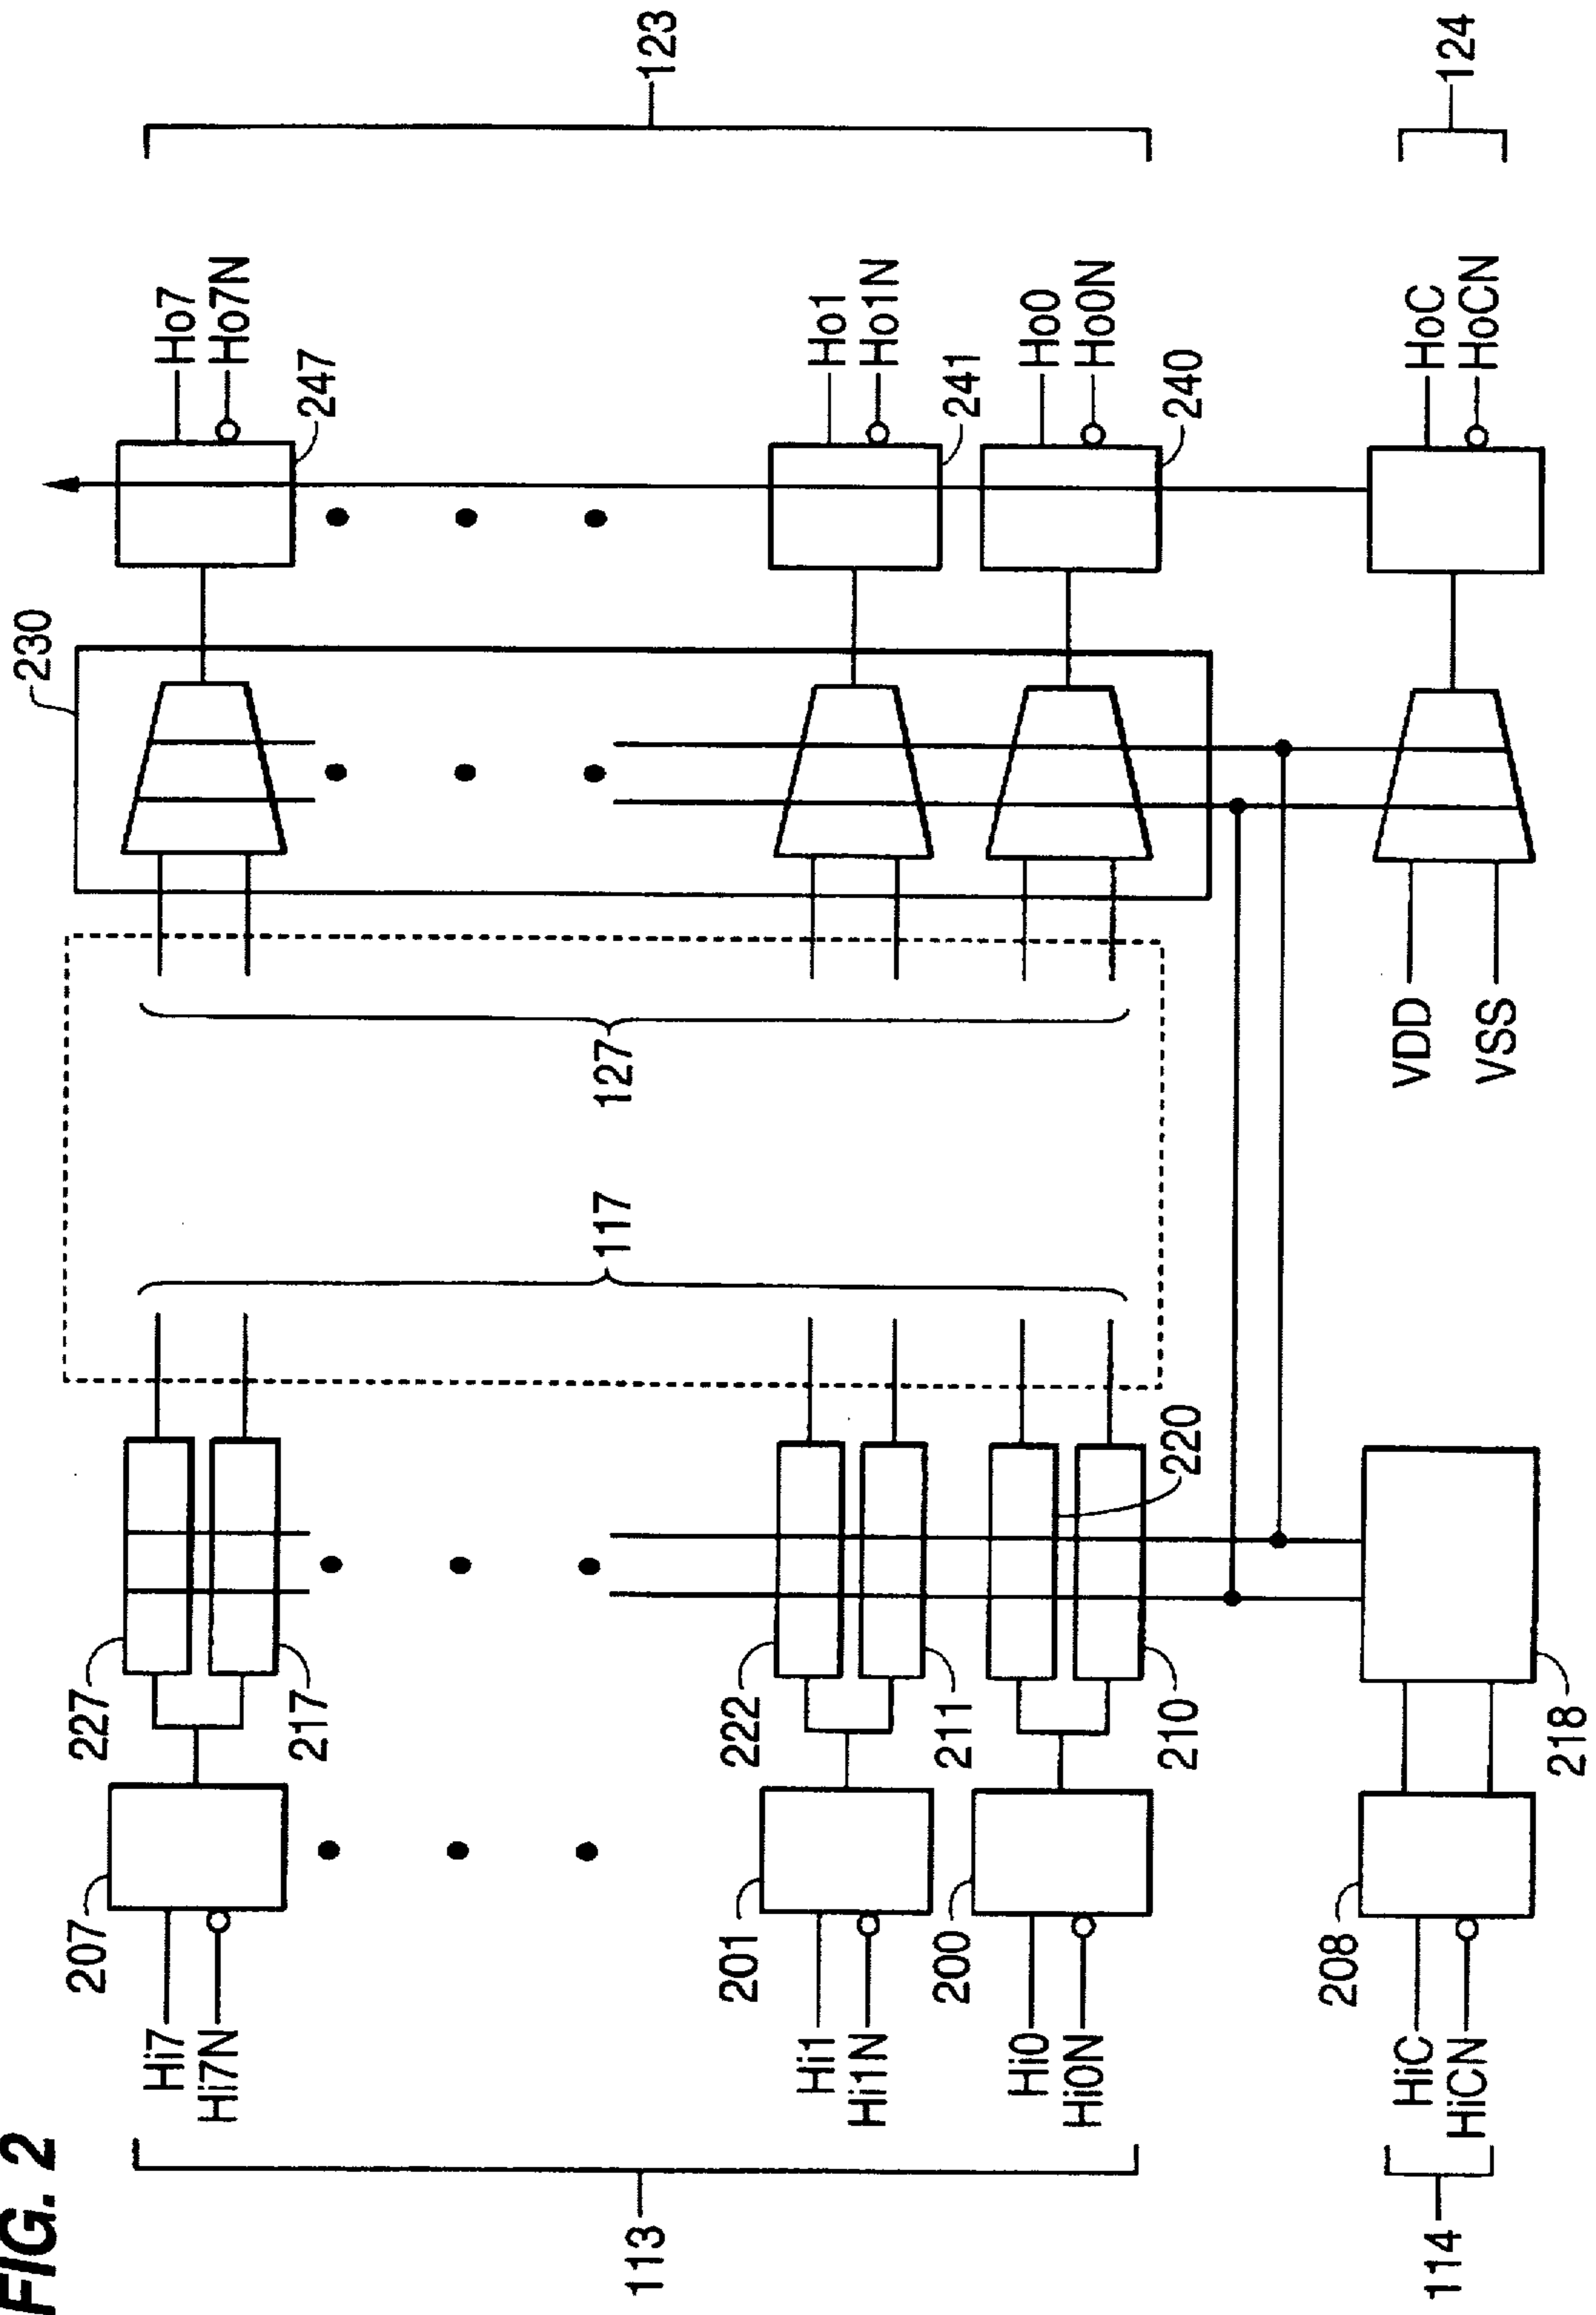 FIG. 2
Hi7
Hi7N
207
227
217
117
127
230
Ho7
Ho7N
247
123
113
Hi1
Hi1N
201
222
211
Ho1
Ho1N
241
Hi0
Hi0N
200
220
210
Ho0
Ho0N
240
114
HiC
HiCN
208
218
VDD
VSS
HoC
HoCN
124